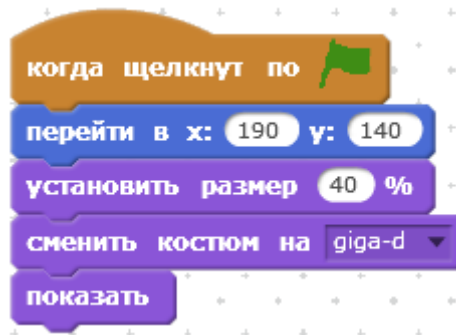 когда щелкнут по
перейти в x: 190 y: 140
установить размер 40 %
сменить костюм на giga-d
показать